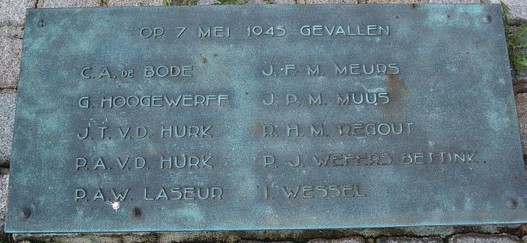 OP 7 MEI 1945 GEVALLEN
C.A. DE BODE
G. HOOGEWERFF
J.T. V.D. HURK
P.A. V.D. HURK
P.A.W. LASEUR
J.F.M. MEURS
J.P.M. MUUS
R.H.M. REGOUT
P.J. WEFERS BETTINK.
WESSEL